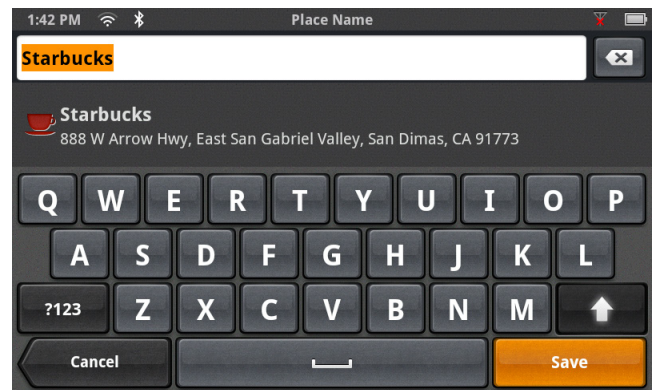 1:42 PM Place Name
Starbucks
Starbucks
888 W Arrow Hwy, East San Gabriel Valley, San Dimas, CA 91773
Q W E R T Y U I O P
A S D F G H J K L
?123 Z X C V B N M
Cancel Save